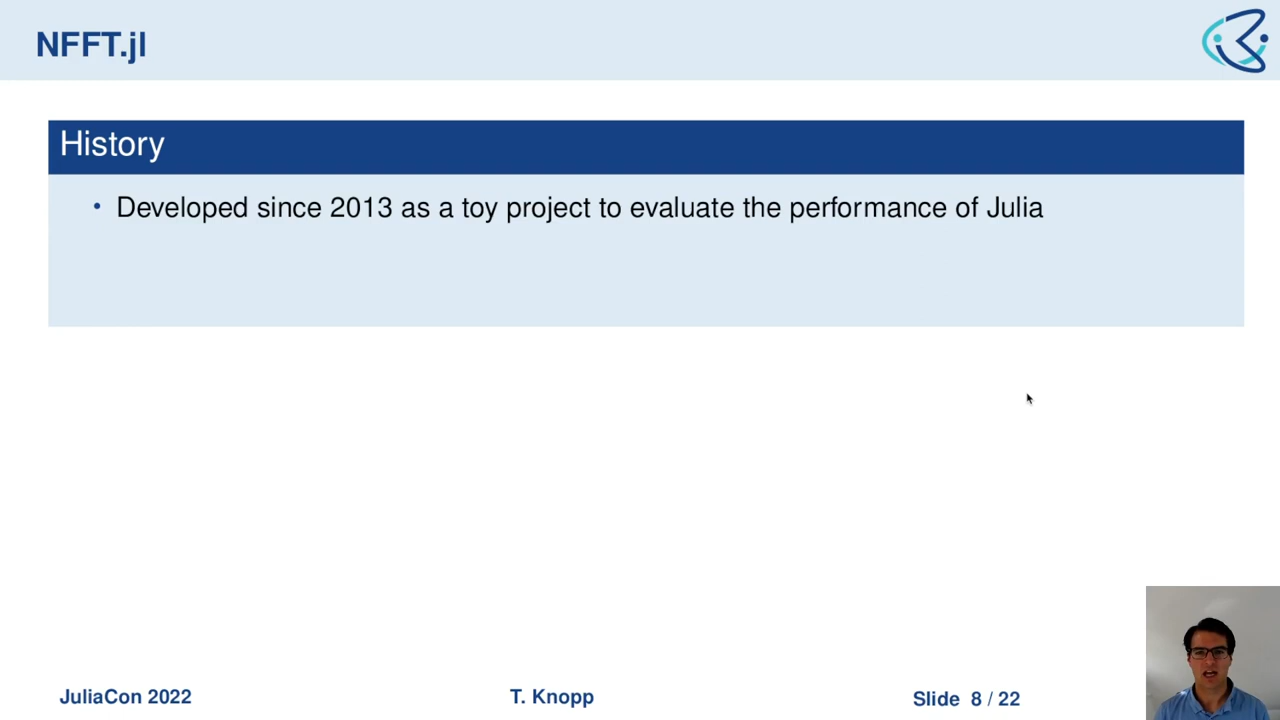 NFFT.jl
History
• Developed since 2013 as a toy project to evaluate the performance of Julia
JuliaCon 2022
T. Knopp
Slide 8 / 22